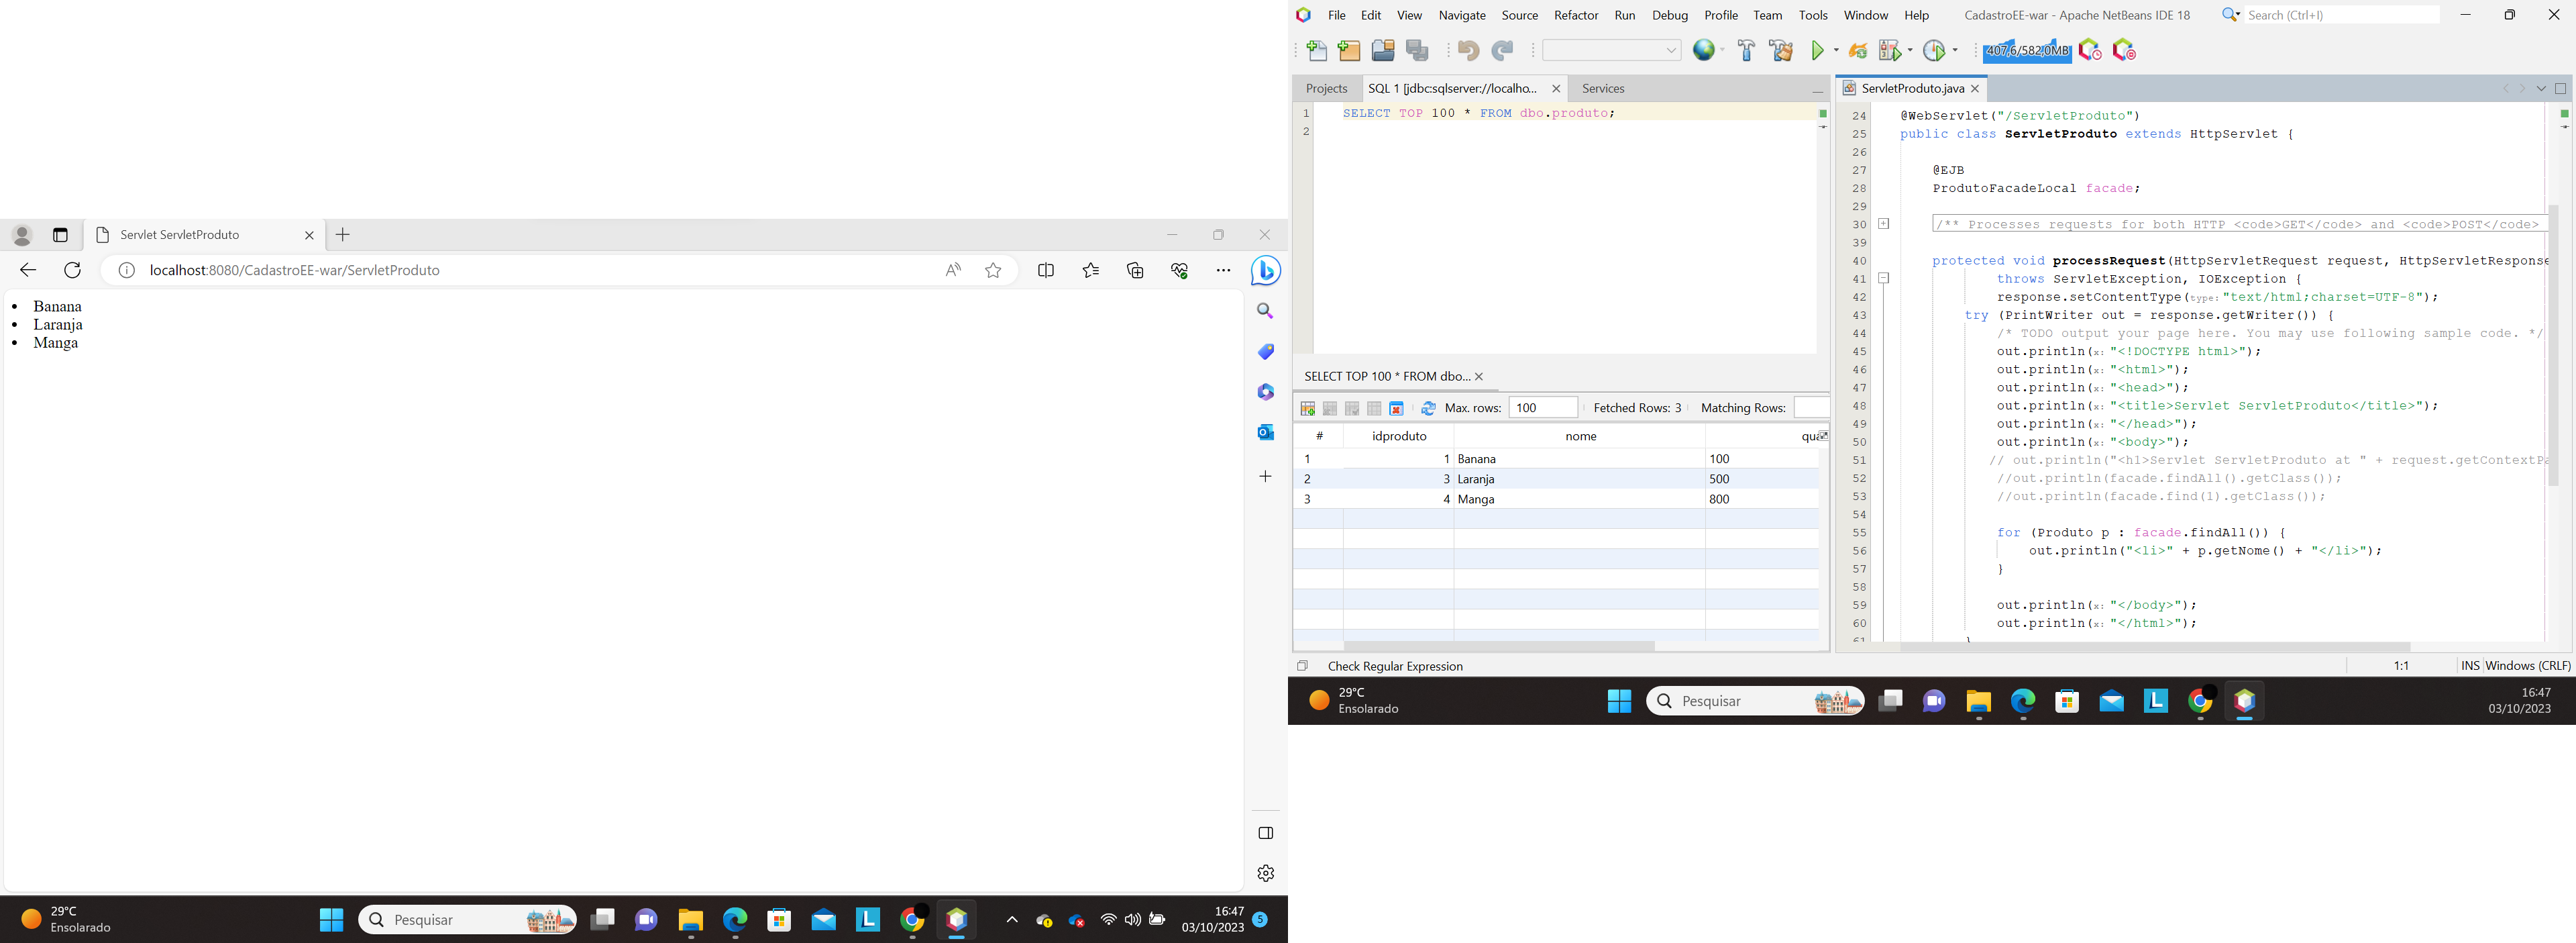 Servlet ServletProduto
localhost:8080/CadastroEE-war/ServletProduto
Banana
Laranja
Manga
29°C
Ensolarado
Pesquisar
16:47
03/10/2023
5
File Edit View Navigate Source Refactor Run Debug Profile Team Tools Window Help CadastroEE-war - Apache NetBeans IDE 18 Search (Ctrl+I)
407,6/582,0MB
Projects SQL 1 [jdbc:sqlserver://localho... Services
1 SELECT TOP 100 * FROM dbo.produto;
2
SELECT TOP 100 * FROM dbo...
Max. rows: 100 Fetched Rows: 3 Matching Rows:
# idproduto nome qua
1 1 Banana 100
2 3 Laranja 500
3 4 Manga 800
ServletProduto.java
24 @WebServlet("/ServletProduto")
25 public class ServletProduto extends HttpServlet {
26
27 @EJB
28 ProdutoFacadeLocal facade;
29
30 /** Processes requests for both HTTP <code>GET</code> and <code>POST</code>
39
40 protected void processRequest(HttpServletRequest request, HttpServletResponse
41 throws ServletException, IOException {
42 response.setContentType(type: "text/html;charset=UTF-8");
43 try (PrintWriter out = response.getWriter()) {
44 /* TODO output your page here. You may use following sample code. */
45 out.println(x: "<!DOCTYPE html>");
46 out.println(x: "<html>");
47 out.println(x: "<head>");
48 out.println(x: "<title>Servlet ServletProduto</title>");
49 out.println(x: "</head>");
50 out.println(x: "<body>");
51 // out.println("<h1>Servlet ServletProduto at " + request.getContextPa
52 //out.println(facade.findAll().getClass());
53 //out.println(facade.find(1).getClass());
54
55 for (Produto p : facade.findAll()) {
56 out.println("<li>" + p.getNome() + "</li>");
57 }
58
59 out.println(x: "</body>");
60 out.println(x: "</html>");
61 }
Check Regular Expression
1:1 INS Windows (CRLF)
29°C
Ensolarado
Pesquisar
16:47
03/10/2023